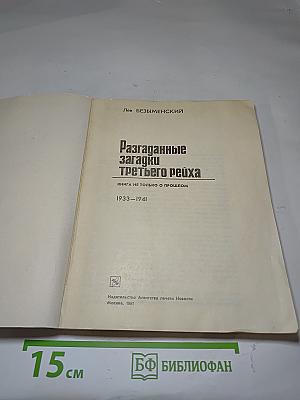 Лев БЕЗЫМЕНСКИЙ
Разгаданные
загадки
третьего рейха
КНИГА НЕ ТОЛЬКО О ПРОШЛОМ
1933—1941
Издательство Агентства печати Новости
Москва, 1981
15 см
БФ БИБЛИОФАН